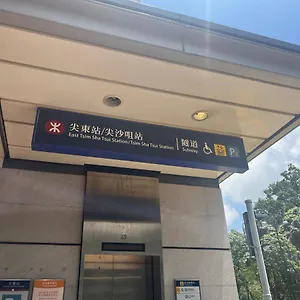 尖東站/尖沙咀站
East Tsim Sha Tsui Station/Tsim Sha Tsui Station
隧道
Subway
P